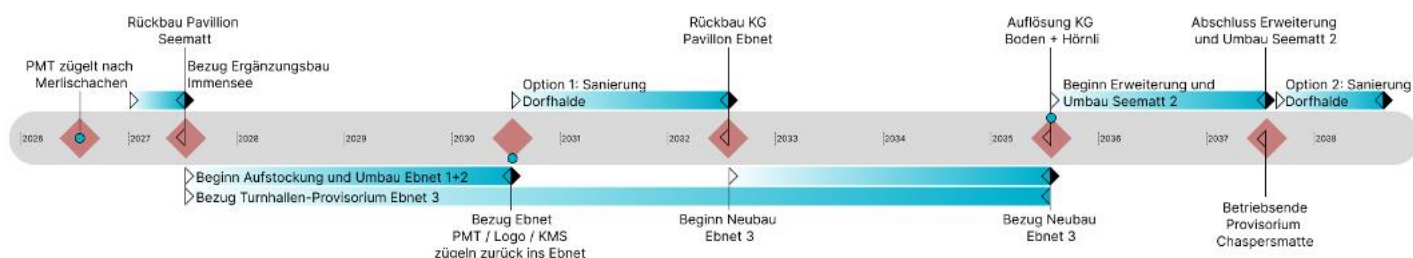 Rückbau Pavillion
Seematt
Rückbau KG
Pavillon Ebnet
Auflösung KG
Boden + Hörnli
Abschluss Erweiterung
und Umbau Seematt 2
PMT zügelt nach
Merlischachen
Bezug Ergänzungsbau
Immensee
Option 1: Sanierung
Dorfhalde
Beginn Erweiterung und
Umbau Seematt 2
Option 2: Sanierung
Dorfhalde
2026 2027 2028 2029 2030 2031 2032 2033 2034 2035 2036 2037 2038
Beginn Aufstockung und Umbau Ebnet 1+2
Bezug Turnhallen-Provisorium Ebnet 3
Bezug Ebnet
PMT / Logo / KMS
zügeln zurück ins Ebnet
Beginn Neubau
Ebnet 3
Bezug Neubau
Ebnet 3
Betriebsende
Provisorium
Chaspersmatte